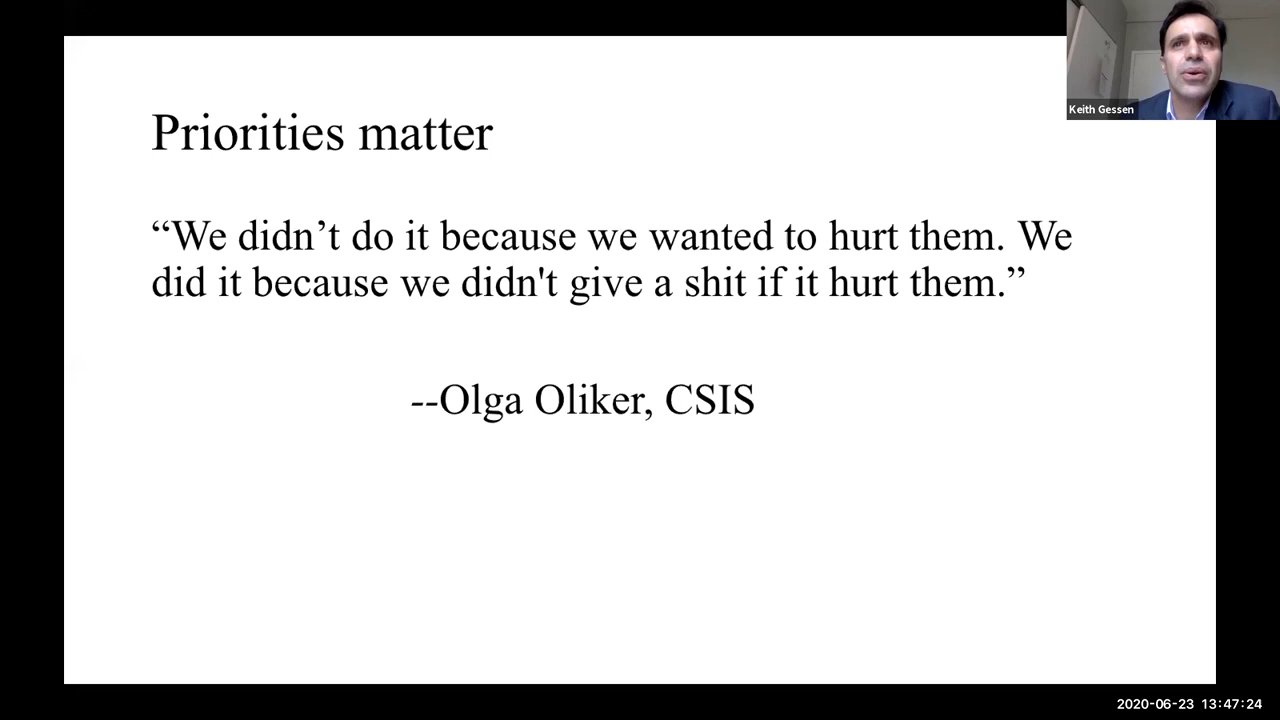 Keith Gessen
Priorities matter
“We didn’t do it because we wanted to hurt them. We
did it because we didn't give a shit if it hurt them.”
--Olga Oliker, CSIS
2020-06-23 13:47:24